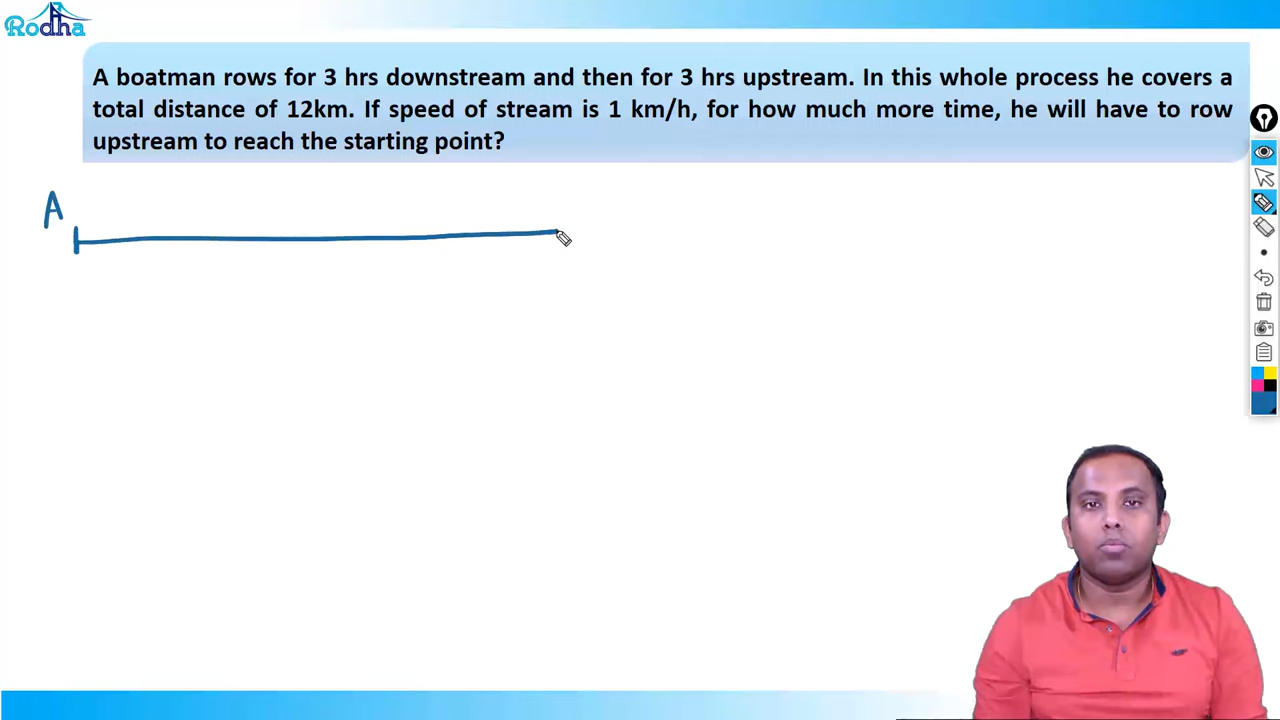 Rodha
A boatman rows for 3 hrs downstream and then for 3 hrs upstream. In this whole process he covers a
total distance of 12km. If speed of stream is 1 km/h, for how much more time, he will have to row
upstream to reach the starting point?
A